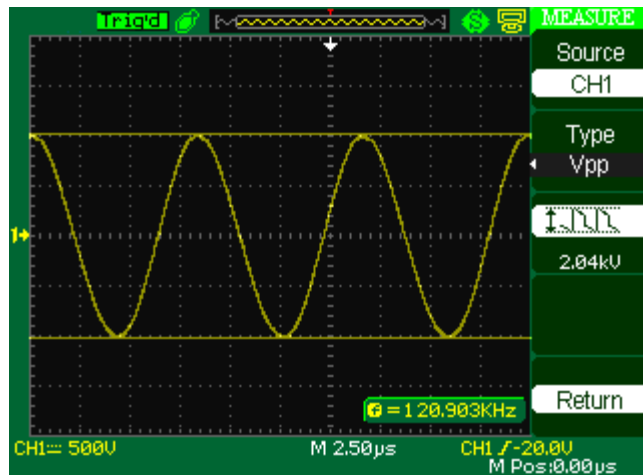 Trig'd MEASURE
Source
CH1
Type
Vpp
2.04kV
Return
f=120.903KHz
CH1 500V M 2.50µs CH1 -20.0V
M Pos:0.00µs